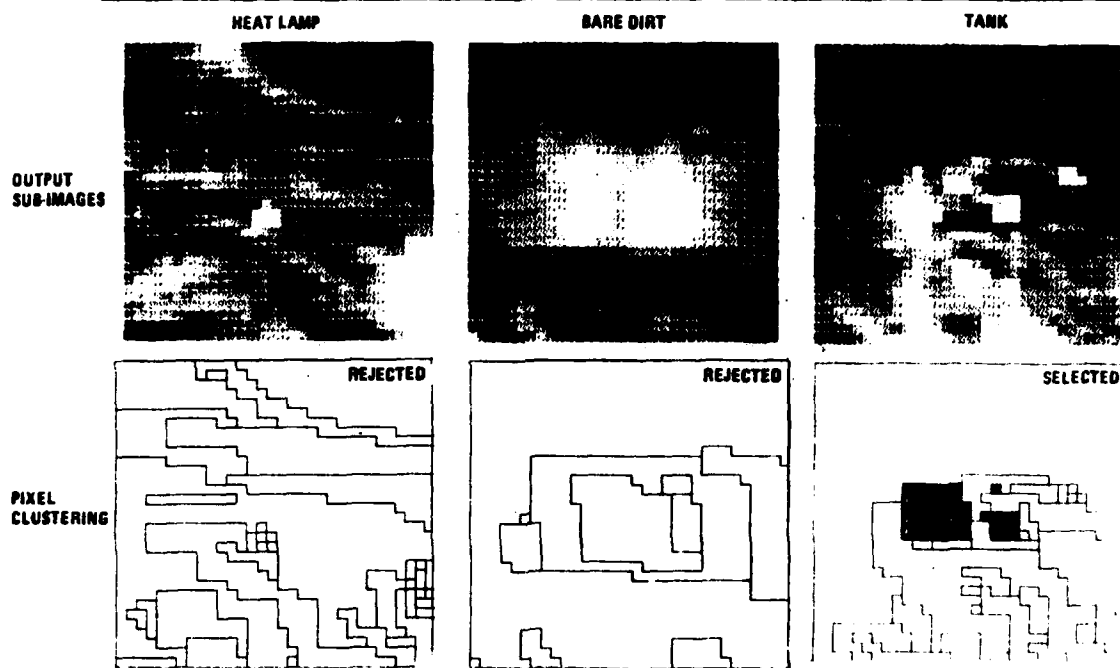 HEAT LAMP
BARE DIRT
TANK
OUTPUT
SUB-IMAGES
REJECTED
REJECTED
SELECTED
PIXEL
CLUSTERING